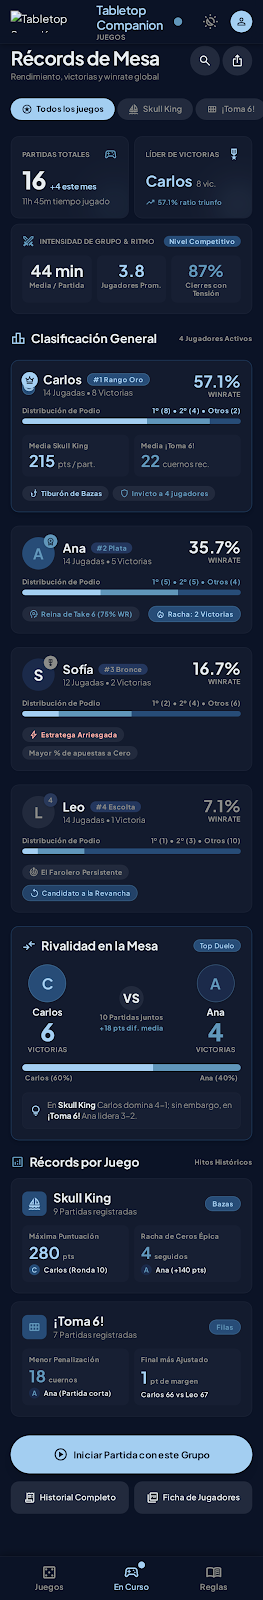 Tabletop
Tabletop
Companion
JUEGOS
Récords de Mesa
Rendimiento, victorias y winrate global
Todos los juegos
Skull King
¡Toma 6!
PARTIDAS TOTALES
16 +4 este mes
11h 45m tiempo jugado
LÍDER DE VICTORIAS
Carlos 8 vic.
57.1% ratio triunfo
INTENSIDAD DE GRUPO & RITMO
Nivel Competitivo
44 min
Media / Partida
3.8
Jugadores Prom.
87%
Cierres con
Tensión
Clasificación General
4 Jugadores Activos
Carlos #1 Rango Oro
14 Jugadas • 8 Victorias
57.1%
WINRATE
Distribución de Podio
1º (8) • 2º (4) • Otros (2)
Media Skull King
215 pts / part.
Media ¡Toma 6!
22 cuernos rec.
Tiburón de Bazas
Invicto a 4 jugadores
A
Ana #2 Plata
14 Jugadas • 5 Victorias
35.7%
WINRATE
Distribución de Podio
1º (5) • 2º (5) • Otros (4)
Reina de Take 6 (75% WR)
Racha: 2 Victorias
S
Sofía #3 Bronce
12 Jugadas • 2 Victorias
16.7%
WINRATE
Distribución de Podio
1º (2) • 2º (4) • Otros (6)
Estratega Arriesgada
Mayor % de apuestas a Cero
L
4
Leo #4 Escolta
14 Jugadas • 1 Victoria
7.1%
WINRATE
Distribución de Podio
1º (1) • 2º (3) • Otros (10)
El Farolero Persistente
Candidato a la Revancha
Rivalidad en la Mesa
Top Duelo
C
Carlos
6
VICTORIAS
VS
10 Partidas juntos
+18 pts dif. media
A
Ana
4
VICTORIAS
Carlos (60%)
Ana (40%)
En Skull King Carlos domina 4-1; sin embargo, en
¡Toma 6! Ana lidera 3-2.
Récords por Juego
Hitos Históricos
Skull King
9 Partidas registradas
Bazas
Máxima Puntuación
280 pts
C Carlos (Ronda 10)
Racha de Ceros Épica
4 seguidos
A Ana (+140 pts)
¡Toma 6!
7 Partidas registradas
Filas
Menor Penalización
18 cuernos
A Ana (Partida corta)
Final más Ajustado
1 pt de margen
Carlos 66 vs Leo 67
Iniciar Partida con este Grupo
Historial Completo
Ficha de Jugadores
Juegos
En Curso
Reglas